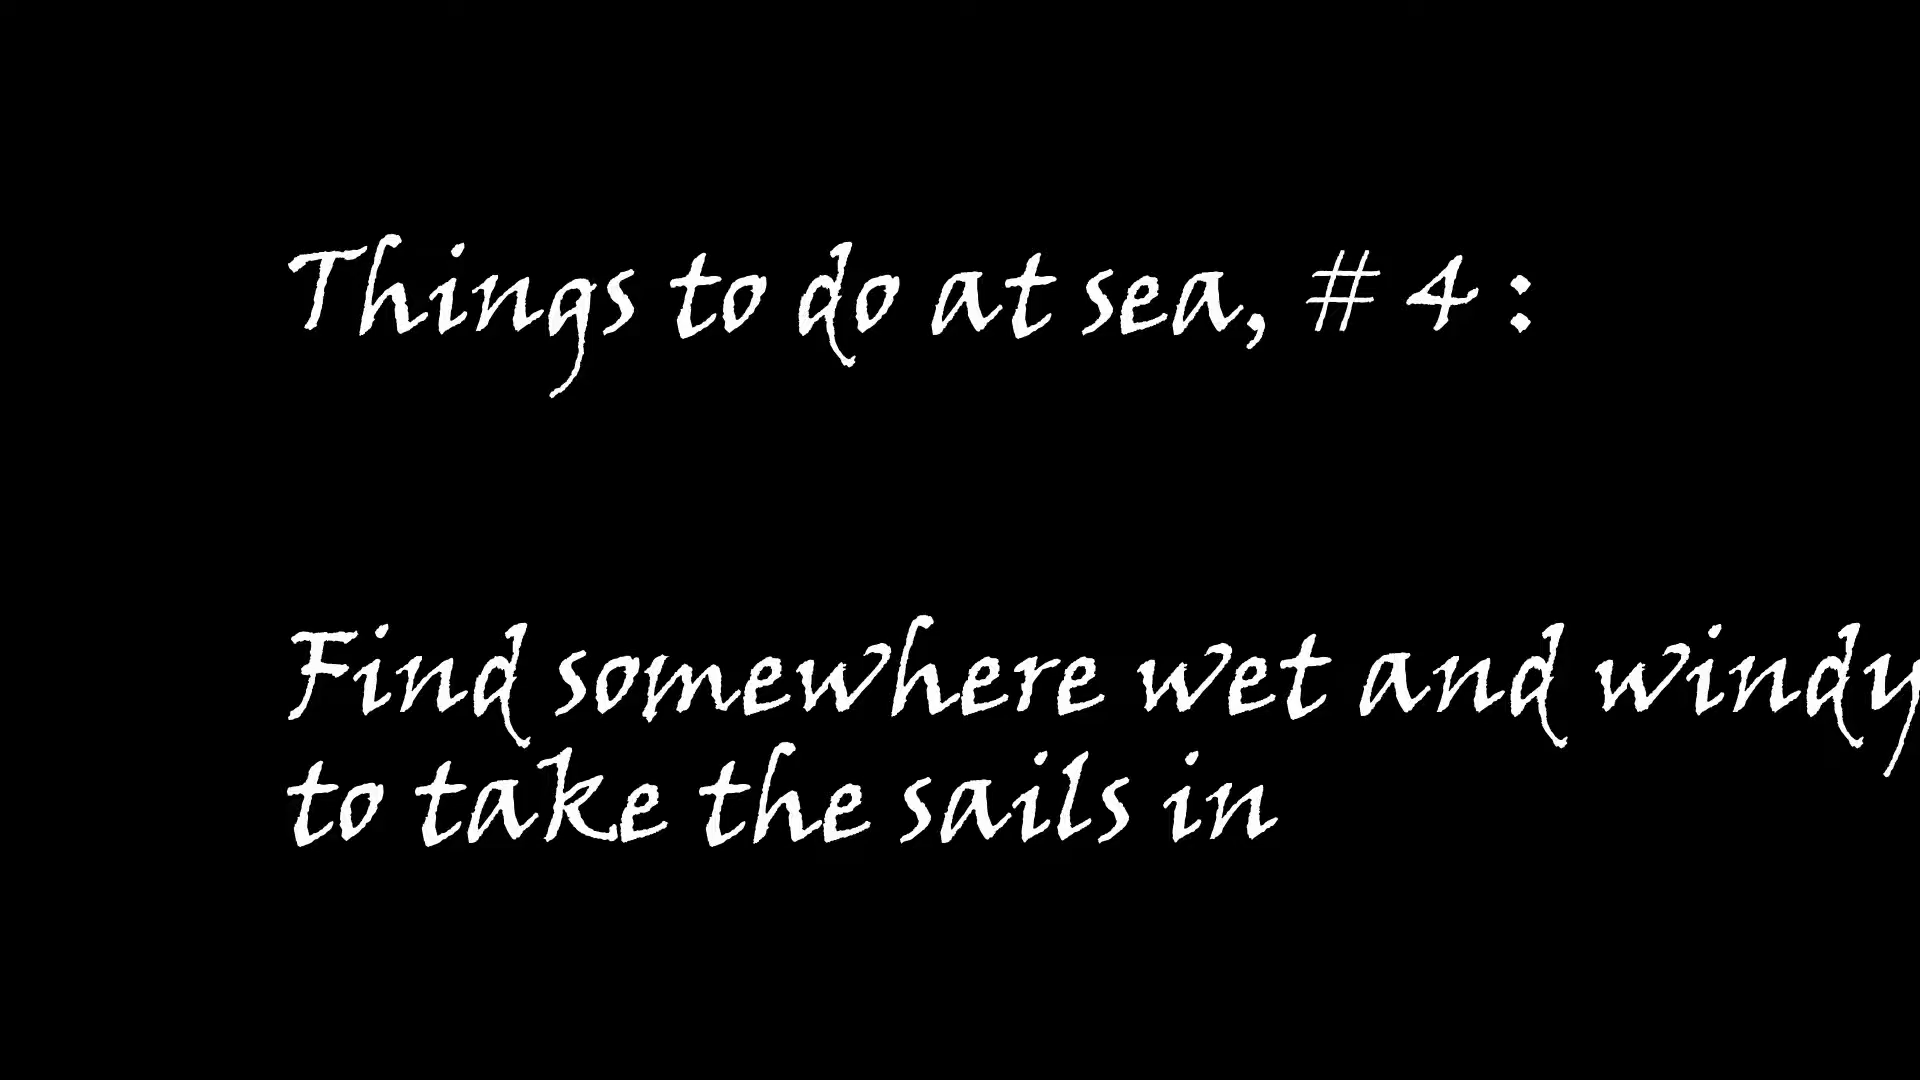 Things to do at sea, # 4 :
Find somewhere wet and windy
to take the sails in